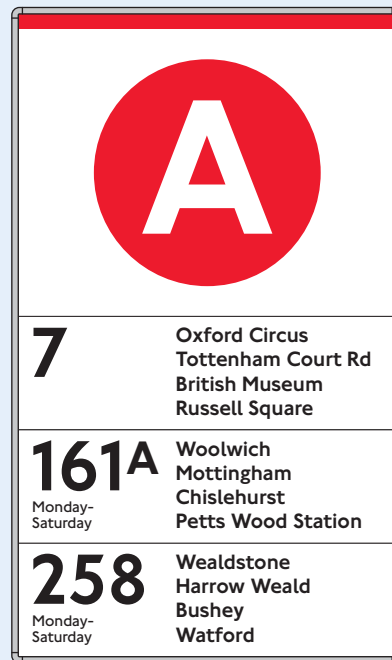 A
7
Oxford Circus
Tottenham Court Rd
British Museum
Russell Square
161A
Monday-
Saturday
Woolwich
Mottingham
Chislehurst
Petts Wood Station
258
Monday-
Saturday
Wealdstone
Harrow Weald
Bushey
Watford